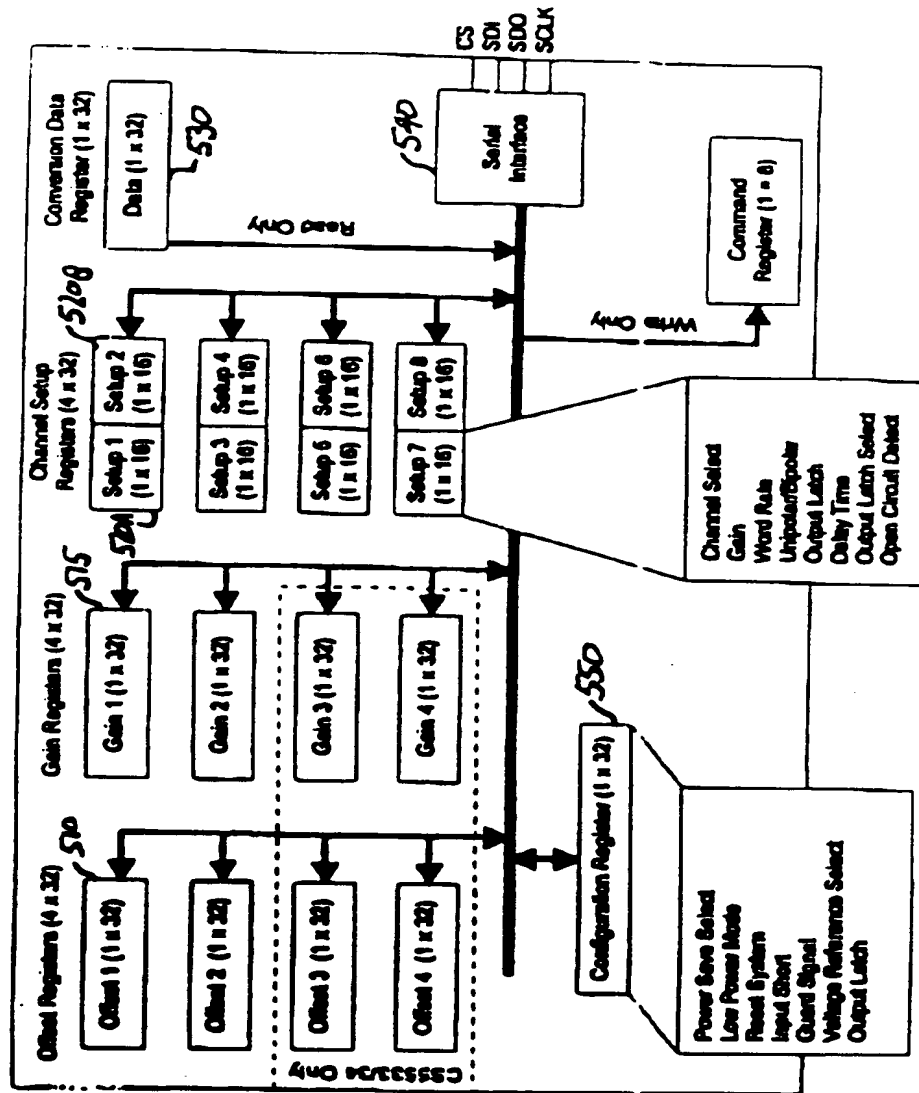 Offset Registers (4 x 32)
510
Offset 1 (1 x 32)
Offset 2 (1 x 32)
Offset 3 (1 x 32)
Offset 4 (1 x 32)
CS5533/34 Only
Gain Registers (4 x 32)
515
Gain 1 (1 x 32)
Gain 2 (1 x 32)
Gain 3 (1 x 32)
Gain 4 (1 x 32)
Channel Setup
Registers (4 x 32)
520A
520B
Setup 1
(1 x 16)
Setup 2
(1 x 16)
Setup 3
(1 x 16)
Setup 4
(1 x 16)
Setup 6
(1 x 16)
Setup 6
(1 x 16)
Setup 7
(1 x 16)
Setup 8
(1 x 16)
Conversion Data
Register (1 x 32)
Data (1 x 32)
530
Read Only
540
Serial
Interface
CS
SDI
SDO
SCLK
Write Only
Command
Register (1 x 8)
550
Configuration Register (1 x 32)
Power Save Select
Low Power Mode
Reset System
Input Short
Guard Signal
Voltage Reference Select
Output Latch
Channel Select
Gain
Word Rate
Unipolar/Bipolar
Output Latch
Delay Time
Output Latch Select
Open Circuit Detect